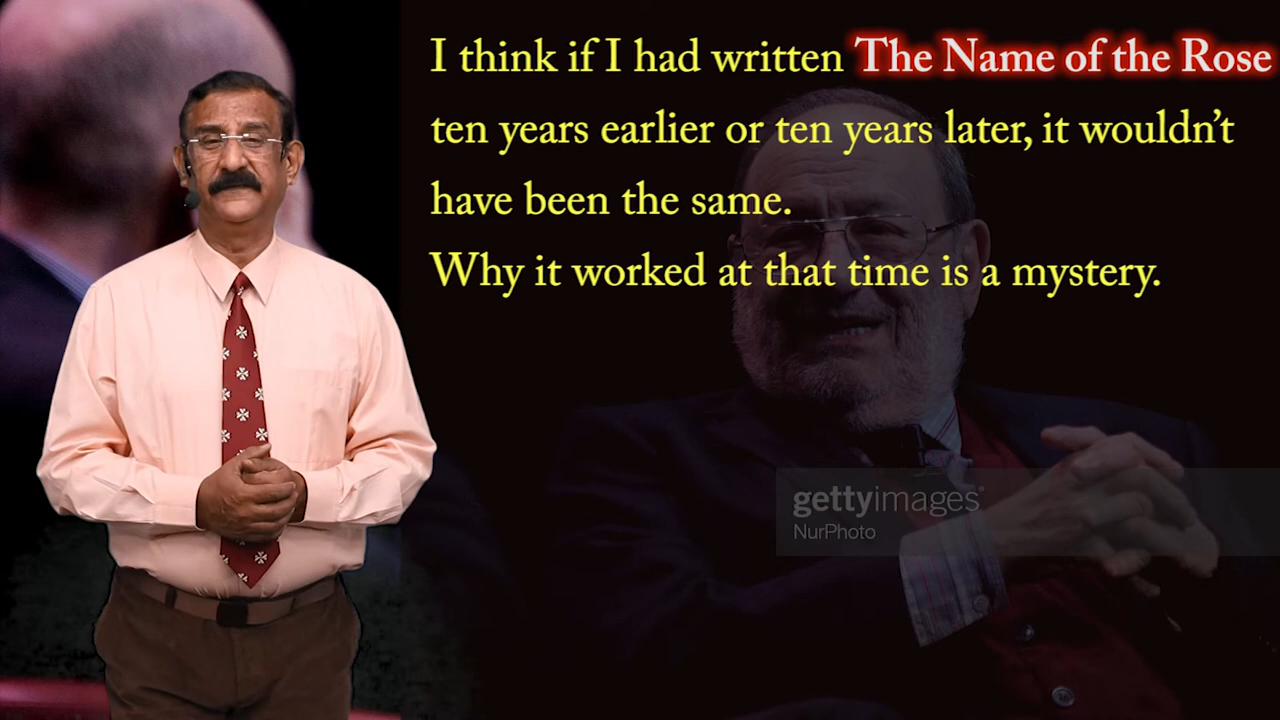 I think if I had written The Name of the Rose
ten years earlier or ten years later, it wouldn’t
have been the same.
Why it worked at that time is a mystery.
gettyimages
NurPhoto